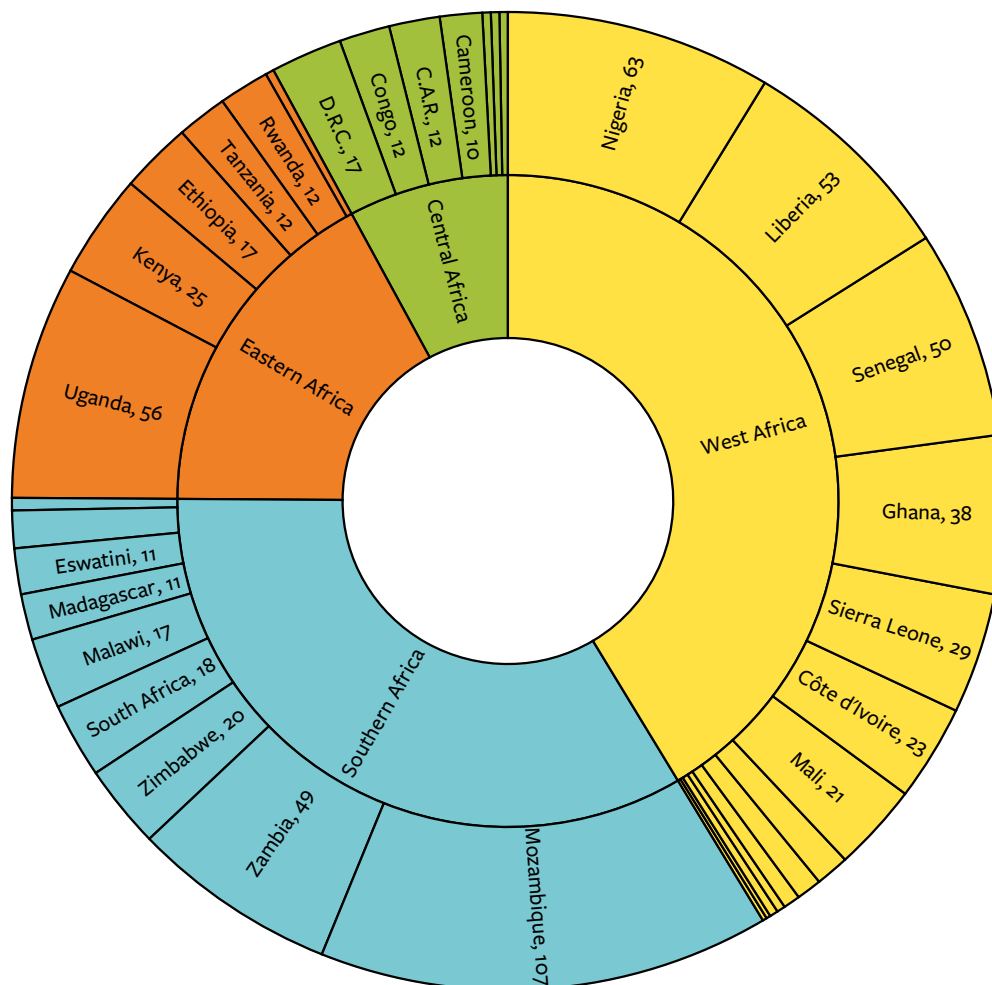 West Africa
Nigeria, 63
Liberia, 53
Senegal, 50
Ghana, 38
Sierra Leone, 29
Côte d'Ivoire, 23
Mali, 21
Southern Africa
Mozambique, 107
Zambia, 49
Zimbabwe, 20
South Africa, 18
Malawi, 17
Madagascar, 11
Eswatini, 11
Eastern Africa
Uganda, 56
Kenya, 25
Ethiopia, 17
Tanzania, 12
Rwanda, 12
Central Africa
D.R.C., 17
Congo, 12
C.A.R., 12
Cameroon, 10